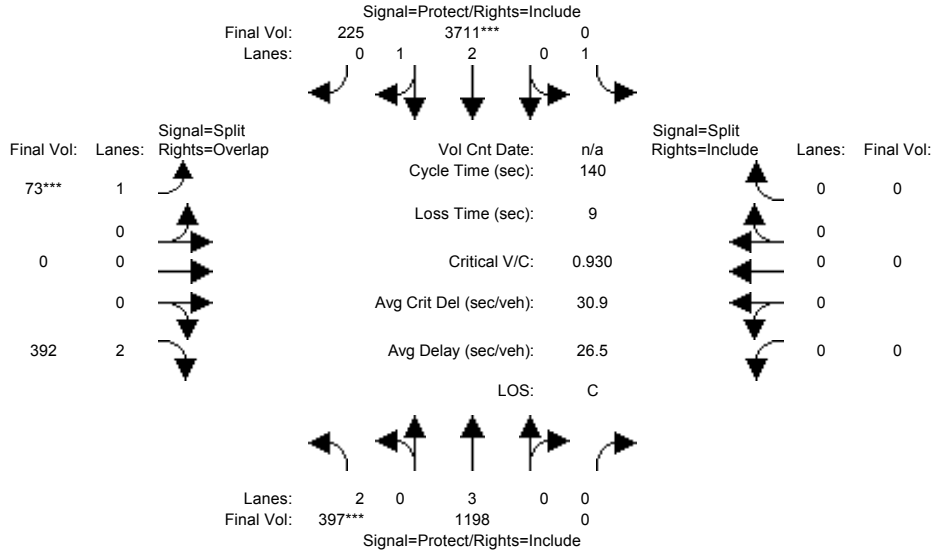 Signal=Protect/Rights=Include
Final Vol: 225 3711*** 0
Lanes: 0 1 2 0 1
Signal=Split Signal=Split
Final Vol: Lanes: Rights=Overlap Vol Cnt Date: n/a Rights=Include Lanes: Final Vol:
Cycle Time (sec): 140
73*** 1 0 0
Loss Time (sec): 9
0 0
0 0 Critical V/C: 0.930 0 0
0 Avg Crit Del (sec/veh): 30.9 0
392 2 Avg Delay (sec/veh): 26.5 0 0
LOS: C
Lanes: 2 0 3 0 0
Final Vol: 397*** 1198 0
Signal=Protect/Rights=Include